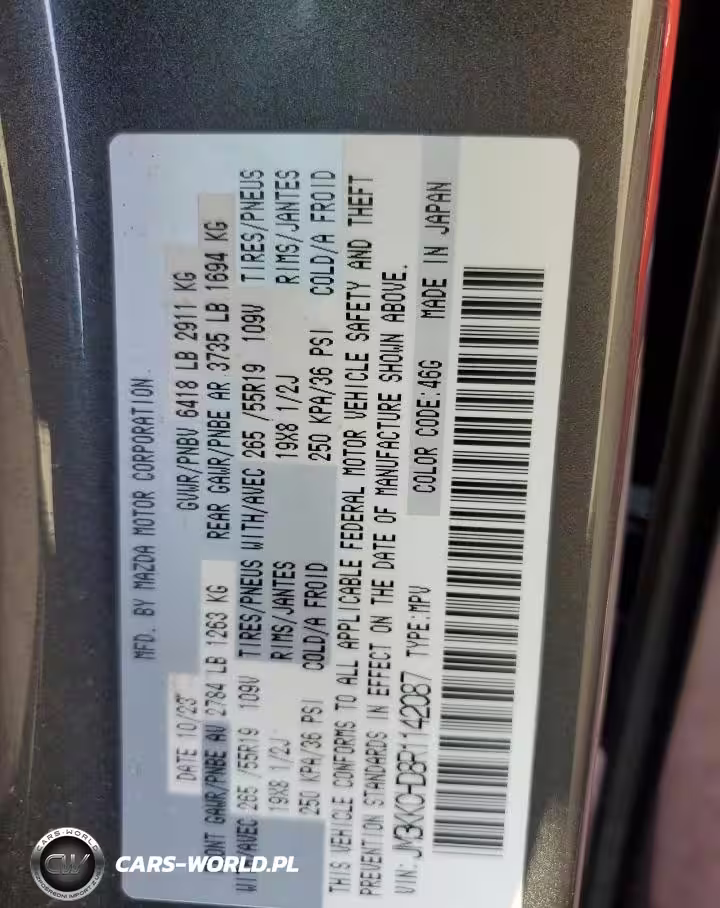 MFD. BY MAZDA MOTOR CORPORATION
DATE 10/23 GVWR/PNBV 6418 LB 2911 KG
FRONT GAWR/PNBE AV 2784 LB 1263 KG REAR GAWR/PNBE AR 3735 LB 1694 KG
WITH/AVEC 265 /55R19 109V TIRES/PNEUS WITH/AVEC 265 /55R19 109V TIRES/PNEUS
19X8 1/2J RIMS/JANTES 19X8 1/2J RIMS/JANTES
250 KPA/36 PSI COLD/A FROID 250 KPA/36 PSI COLD/A FROID
THIS VEHICLE CONFORMS TO ALL APPLICABLE FEDERAL MOTOR VEHICLE SAFETY AND THEFT
PREVENTION STANDARDS IN EFFECT ON THE DATE OF MANUFACTURE SHOWN ABOVE.
VIN: JM3KKCHD8R1142087 TYPE:MPV COLOR CODE:46G MADE IN JAPAN
CARS-WORLD
CW
CARS-WORLD.PL